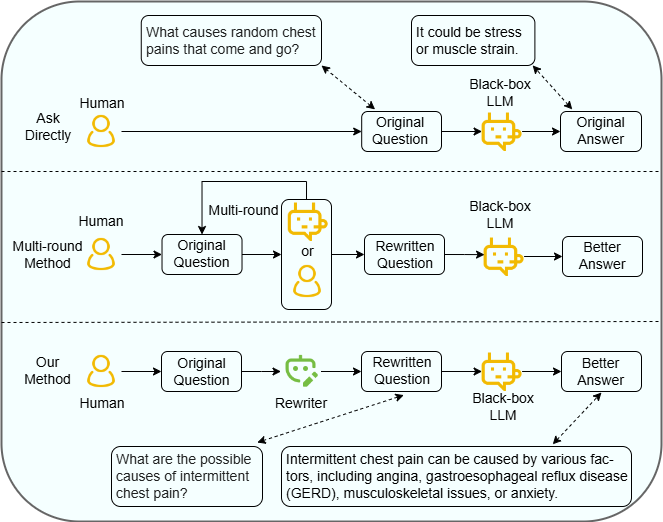 What causes random chest
pains that come and go?
It could be stress
or muscle strain.
Ask
Directly
Human
Original
Question
Black-box
LLM
Original
Answer
Multi-round
Method
Human
Original
Question
Multi-round
or
Rewritten
Question
Black-box
LLM
Better
Answer
Our
Method
Human
Original
Question
Rewriter
Rewritten
Question
Black-box
LLM
Better
Answer
What are the possible
causes of intermittent
chest pain?
Intermittent chest pain can be caused by various fac-
tors, including angina, gastroesophageal reflux disease
(GERD), musculoskeletal issues, or anxiety.